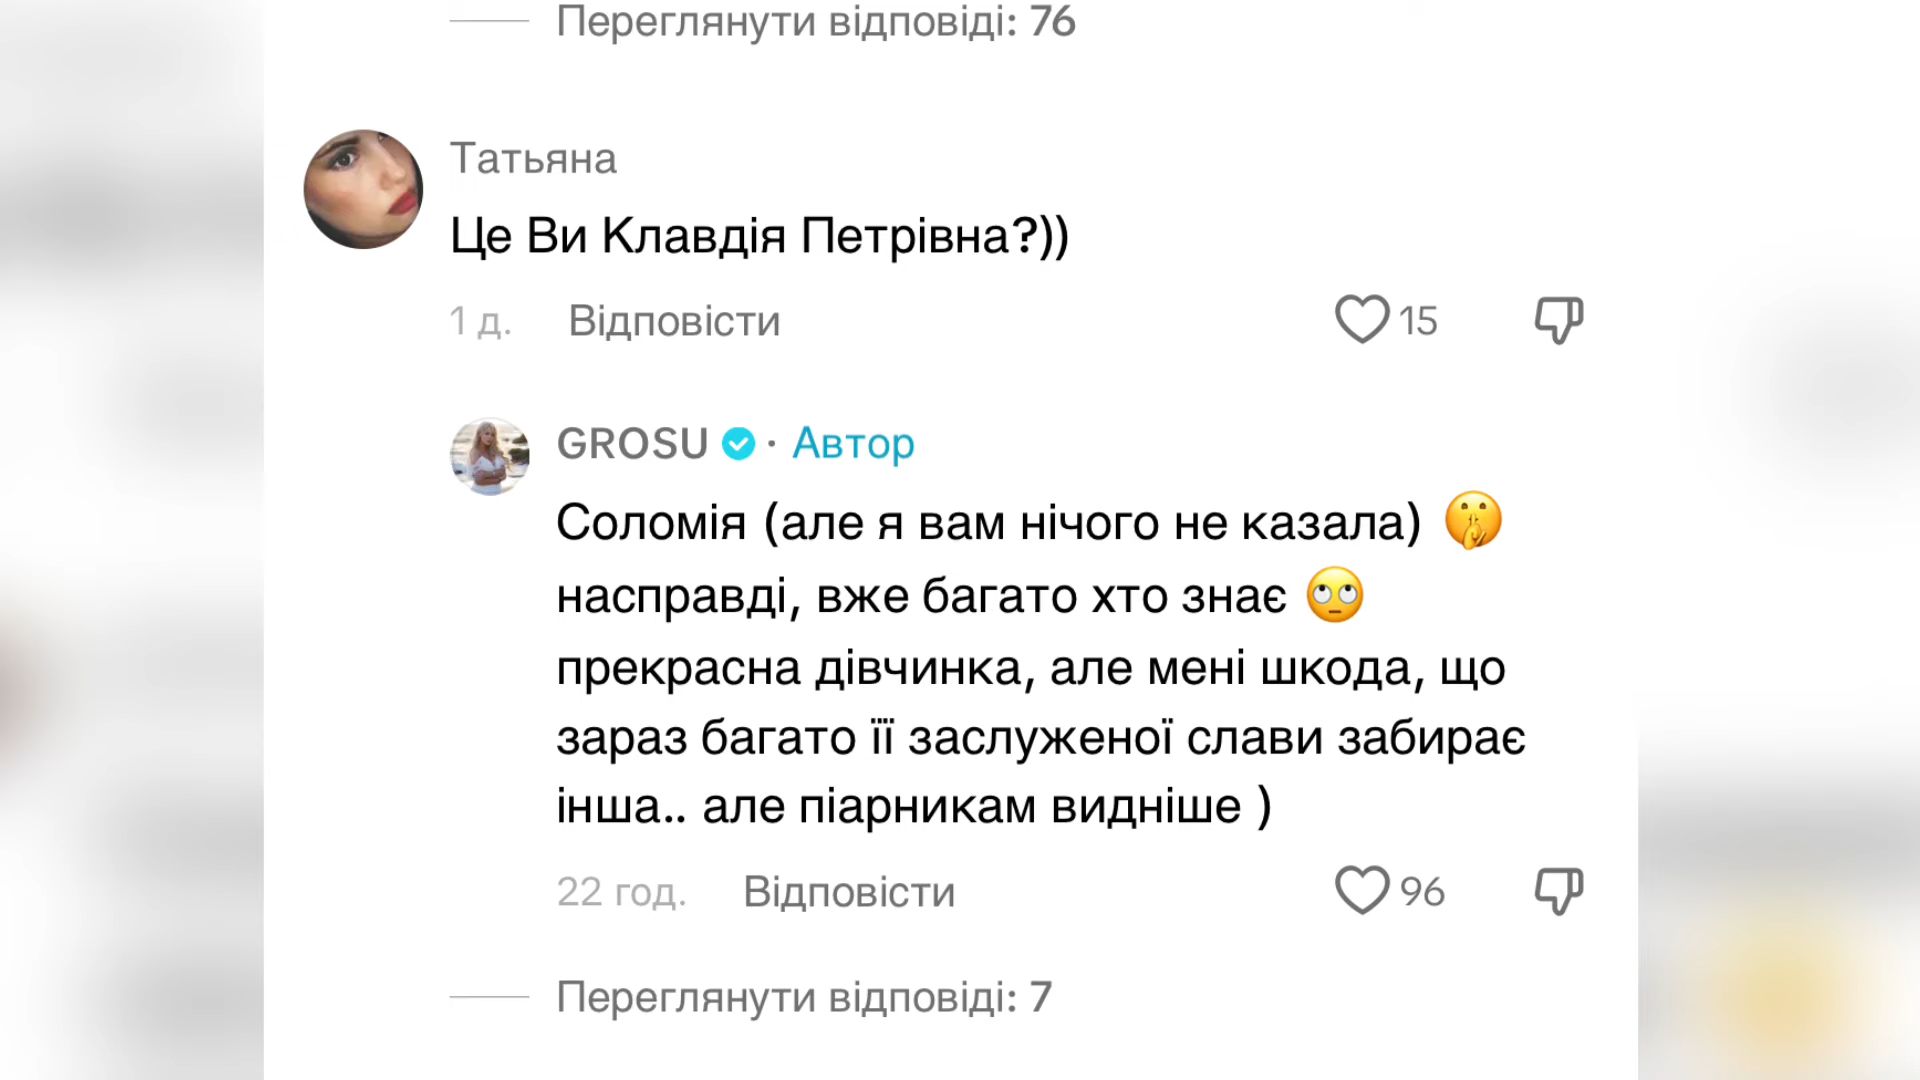 Переглянути відповіді: 76
Татьяна
Це Ви Клавдія Петрівна?))
1 д. Відповісти 15
GROSU · Автор
Соломія (але я вам нічого не казала) 🤫
насправді, вже багато хто знає 🙄
прекрасна дівчинка, але мені шкода, що
зараз багато її заслуженої слави забирає
інша.. але піарникам видніше )
22 год. Відповісти 96
Переглянути відповіді: 7